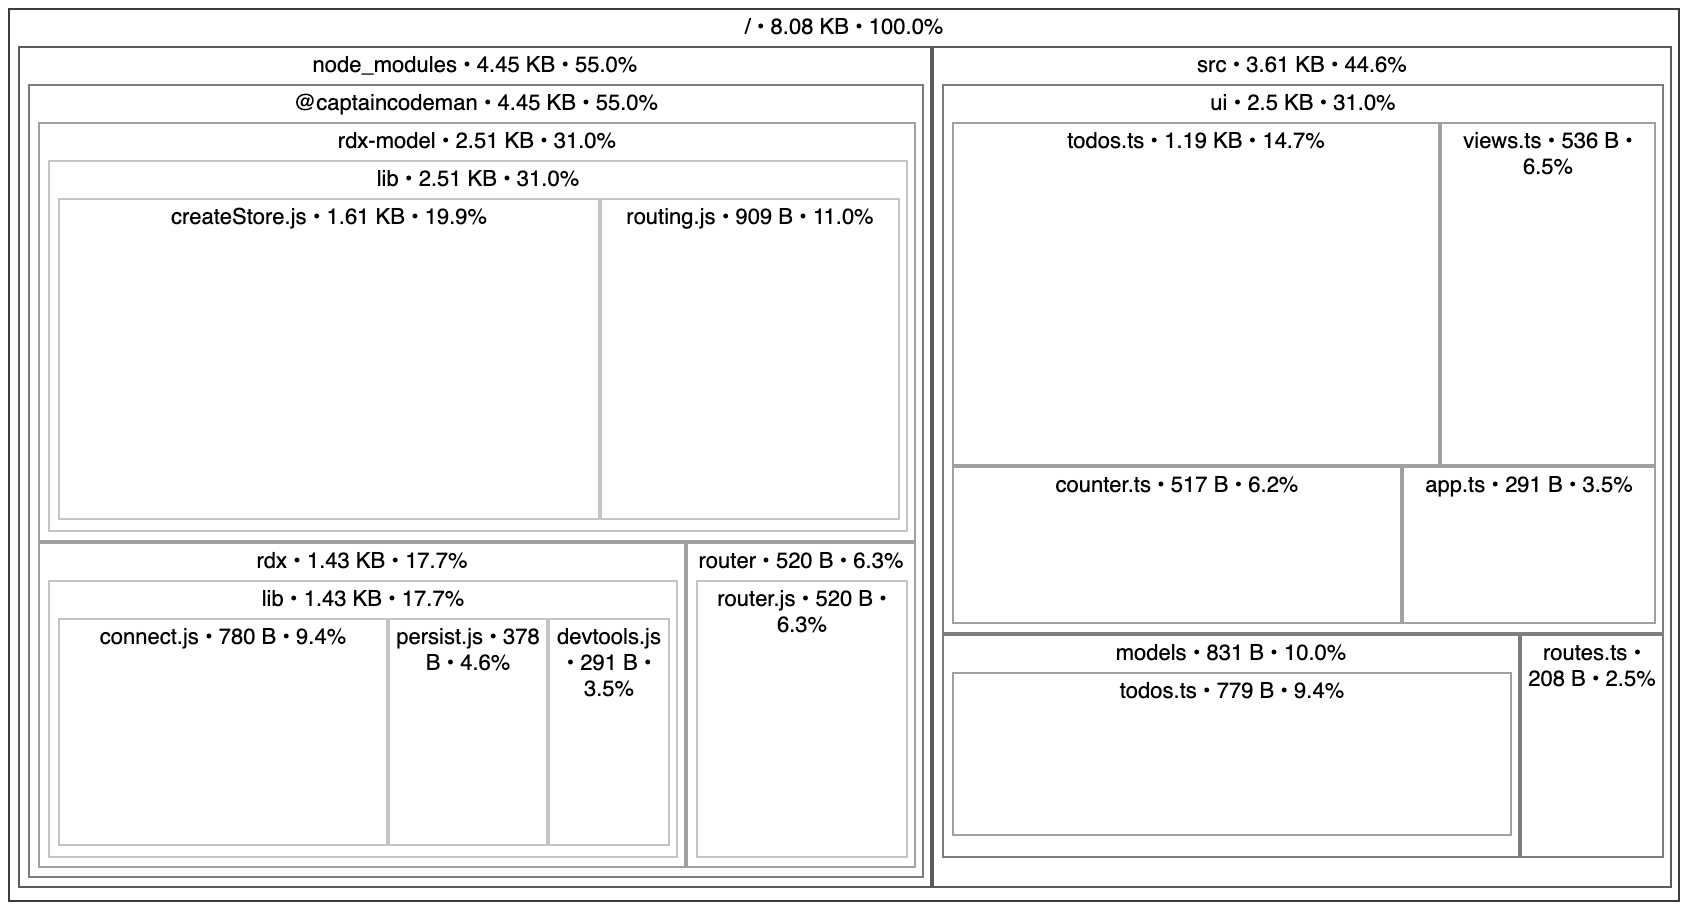 / • 8.08 KB • 100.0%
node_modules • 4.45 KB • 55.0%
@captaincodeman • 4.45 KB • 55.0%
rdx-model • 2.51 KB • 31.0%
lib • 2.51 KB • 31.0%
createStore.js • 1.61 KB • 19.9%
routing.js • 909 B • 11.0%
rdx • 1.43 KB • 17.7%
lib • 1.43 KB • 17.7%
connect.js • 780 B • 9.4%
persist.js • 378
B • 4.6%
devtools.js
• 291 B •
3.5%
router • 520 B • 6.3%
router.js • 520 B •
6.3%
src • 3.61 KB • 44.6%
ui • 2.5 KB • 31.0%
todos.ts • 1.19 KB • 14.7%
views.ts • 536 B •
6.5%
counter.ts • 517 B • 6.2%
app.ts • 291 B • 3.5%
models • 831 B • 10.0%
todos.ts • 779 B • 9.4%
routes.ts •
208 B • 2.5%